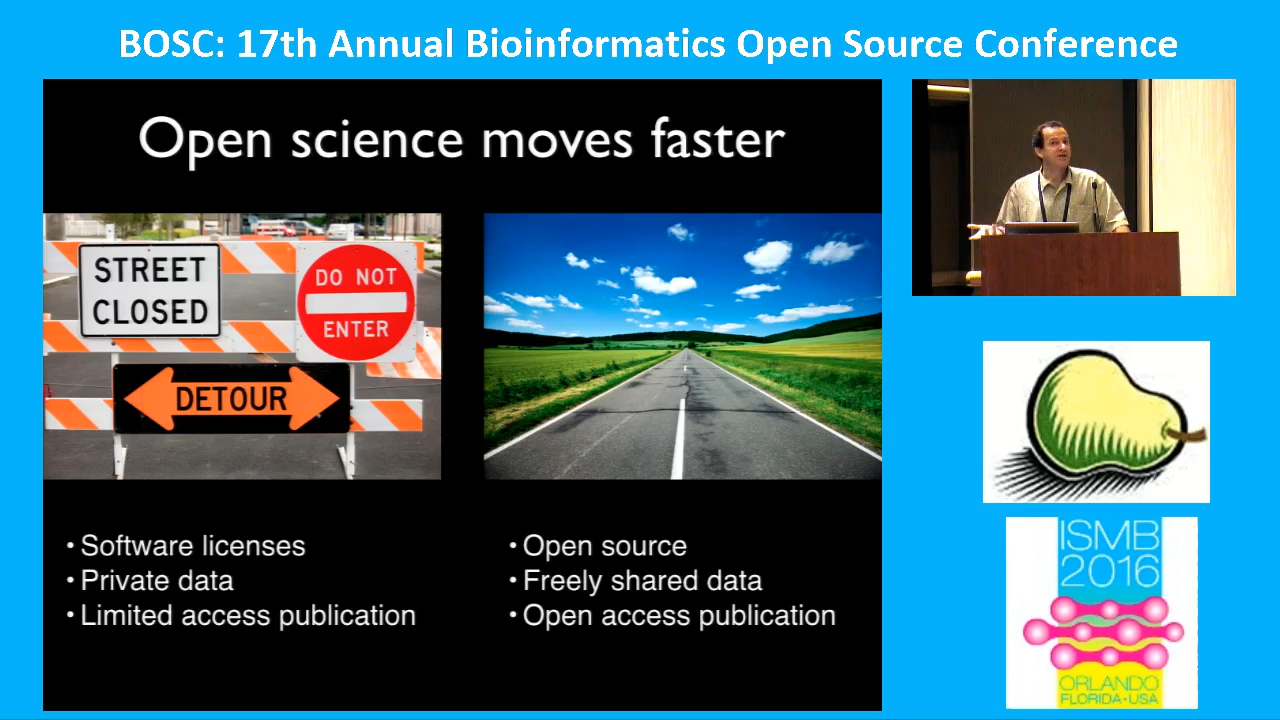 BOSC: 17th Annual Bioinformatics Open Source Conference
Open science moves faster
STREET
CLOSED
DO NOT
ENTER
DETOUR
• Software licenses
• Private data
• Limited access publication
• Open source
• Freely shared data
• Open access publication
ISMB
2016
ORLANDO
FLORIDA•USA